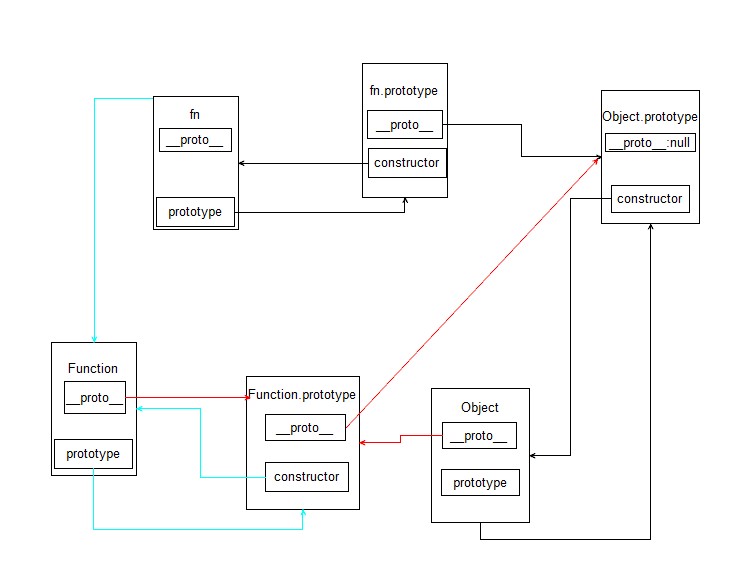 fn
__proto__
prototype
fn.prototype
__proto__
constructor
Object.prototype
__proto__:null
constructor
Function
__proto__
prototype
Function.prototype
__proto__
constructor
Object
__proto__
prototype